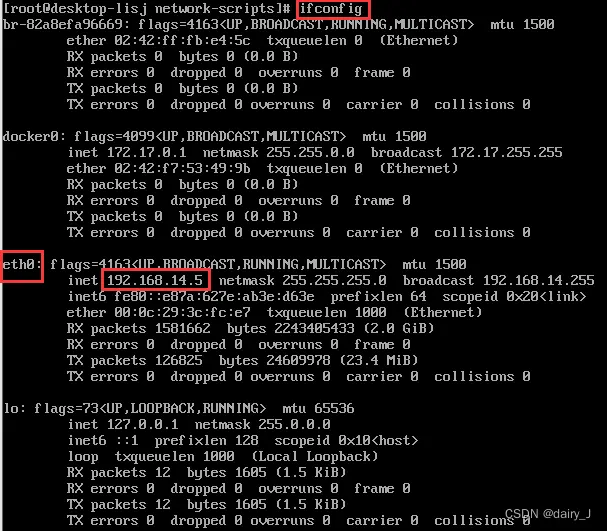 [root@desktop-lisj network-scripts]# ifconfig
br-82a8efa96669: flags=4163<UP,BROADCAST,RUNNING,MULTICAST>  mtu 1500
ether 02:42:ff:fb:e4:5c  txqueuelen 0  (Ethernet)
RX packets 0  bytes 0 (0.0 B)
RX errors 0  dropped 0  overruns 0  frame 0
TX packets 0  bytes 0 (0.0 B)
TX errors 0  dropped 0 overruns 0  carrier 0  collisions 0
docker0: flags=4099<UP,BROADCAST,MULTICAST>  mtu 1500
inet 172.17.0.1  netmask 255.255.0.0  broadcast 172.17.255.255
ether 02:42:f7:53:49:9b  txqueuelen 0  (Ethernet)
RX packets 0  bytes 0 (0.0 B)
RX errors 0  dropped 0  overruns 0  frame 0
TX packets 0  bytes 0 (0.0 B)
TX errors 0  dropped 0 overruns 0  carrier 0  collisions 0
eth0: flags=4163<UP,BROADCAST,RUNNING,MULTICAST>  mtu 1500
inet 192.168.14.5  netmask 255.255.255.0  broadcast 192.168.14.255
inet6 fe80::e87a:627e:ab3e:d63e  prefixlen 64  scopeid 0x20<link>
ether 00:0c:29:3c:fc:e7  txqueuelen 1000  (Ethernet)
RX packets 1581662  bytes 2243405433 (2.0 GiB)
RX errors 0  dropped 0  overruns 0  frame 0
TX packets 126825  bytes 24609978 (23.4 MiB)
TX errors 0  dropped 0 overruns 0  carrier 0  collisions 0
lo: flags=73<UP,LOOPBACK,RUNNING>  mtu 65536
inet 127.0.0.1  netmask 255.0.0.0
inet6 ::1  prefixlen 128  scopeid 0x10<host>
loop  txqueuelen 1000  (Local Loopback)
RX packets 12  bytes 1605 (1.5 KiB)
RX errors 0  dropped 0  overruns 0  frame 0
TX packets 12  bytes 1605 (1.5 KiB)
TX errors 0  dropped 0 overruns 0  carrier 0  collisions 0
CSDN @dairy_J